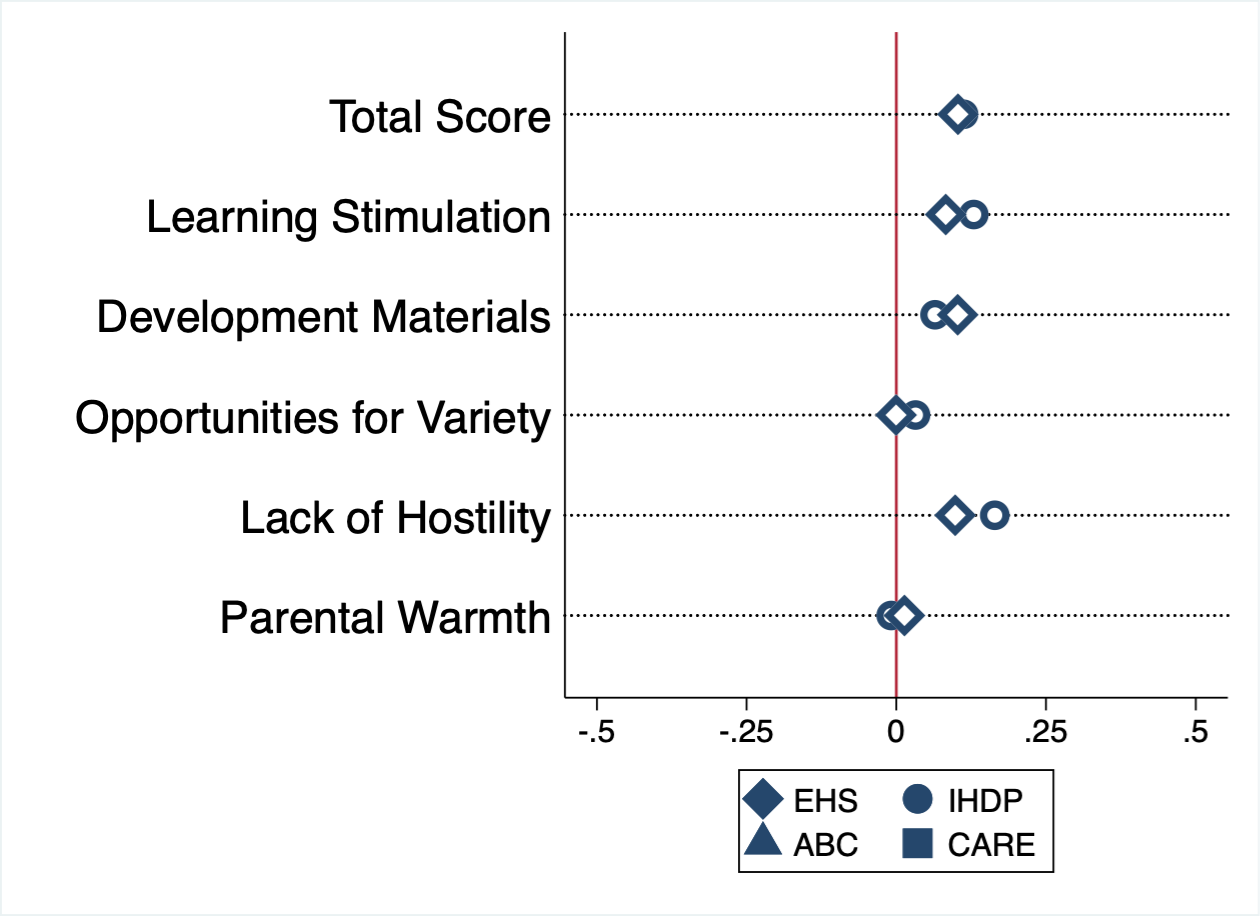 Total Score
Learning Stimulation
Development Materials
Opportunities for Variety
Lack of Hostility
Parental Warmth
-.5 -.25 0 .25 .5
EHS IHDP
ABC CARE